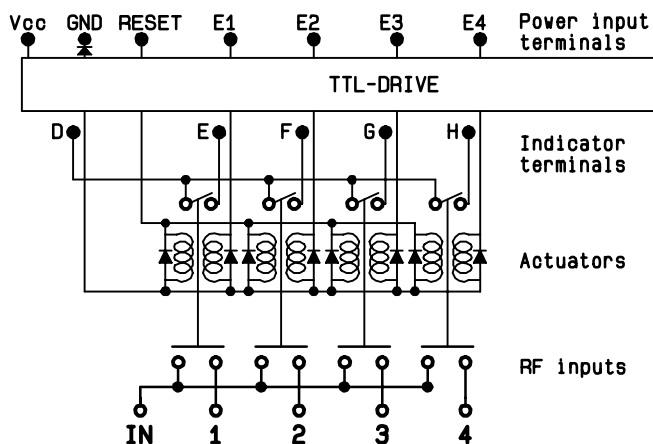 Vcc GND RESET E1 E2 E3 E4 Power input
terminals
TTL-DRIVE
D E F G H Indicator
terminals
Actuators
RF inputs
IN 1 2 3 4